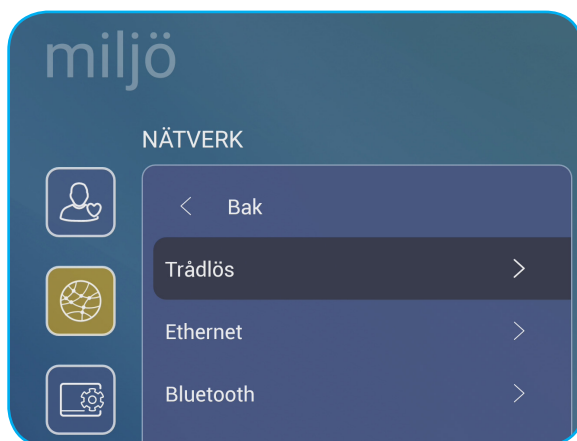 miljö
NÄTVERK
Bak
Trådlös
Ethernet
Bluetooth